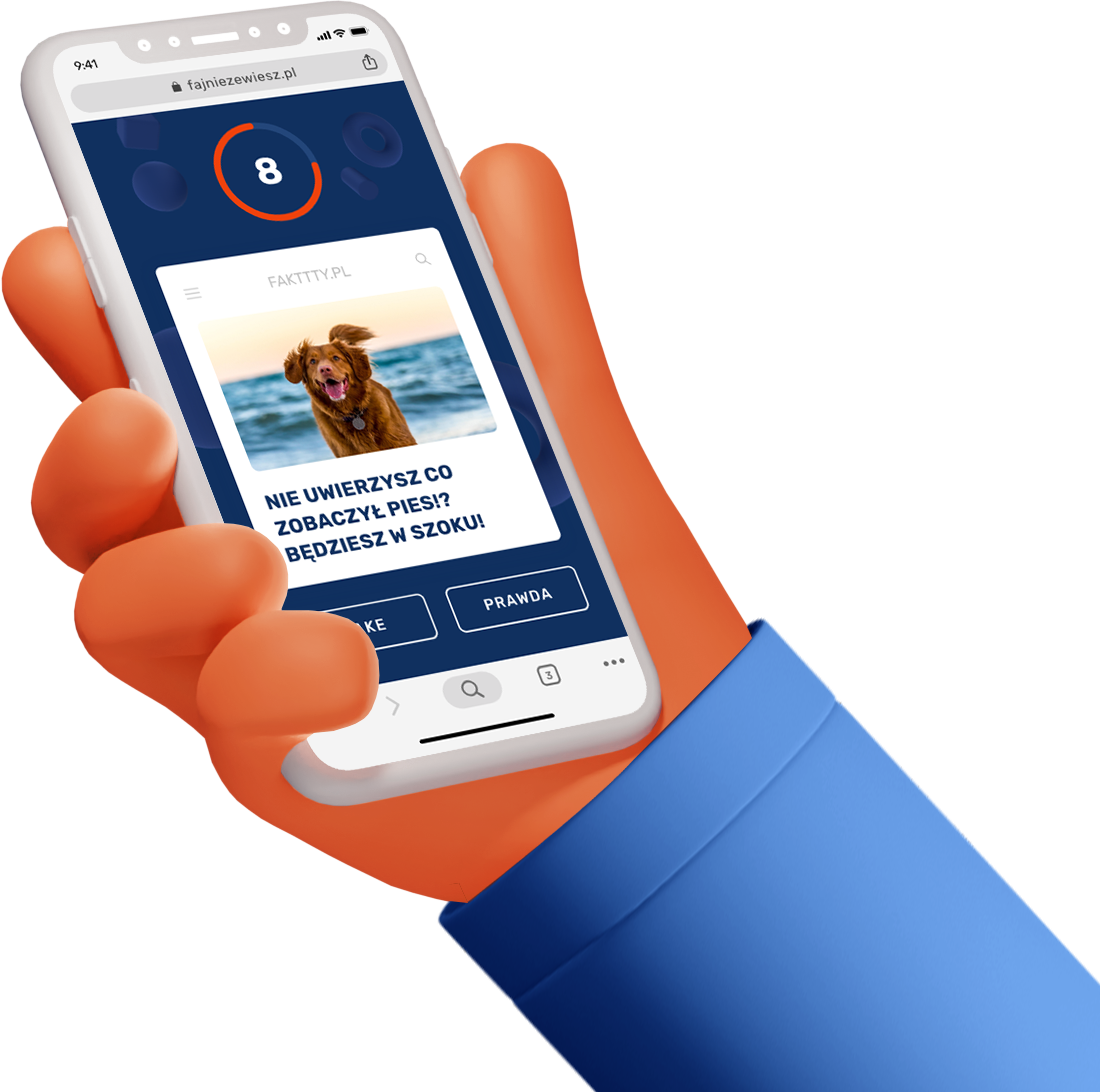 9:41
fajniezewiesz.pl
8
FAKTTTY.PL
NIE UWIERZYSZ CO
ZOBACZYŁ PIES!?
BĘDZIESZ W SZOKU!
PRAWDA
3